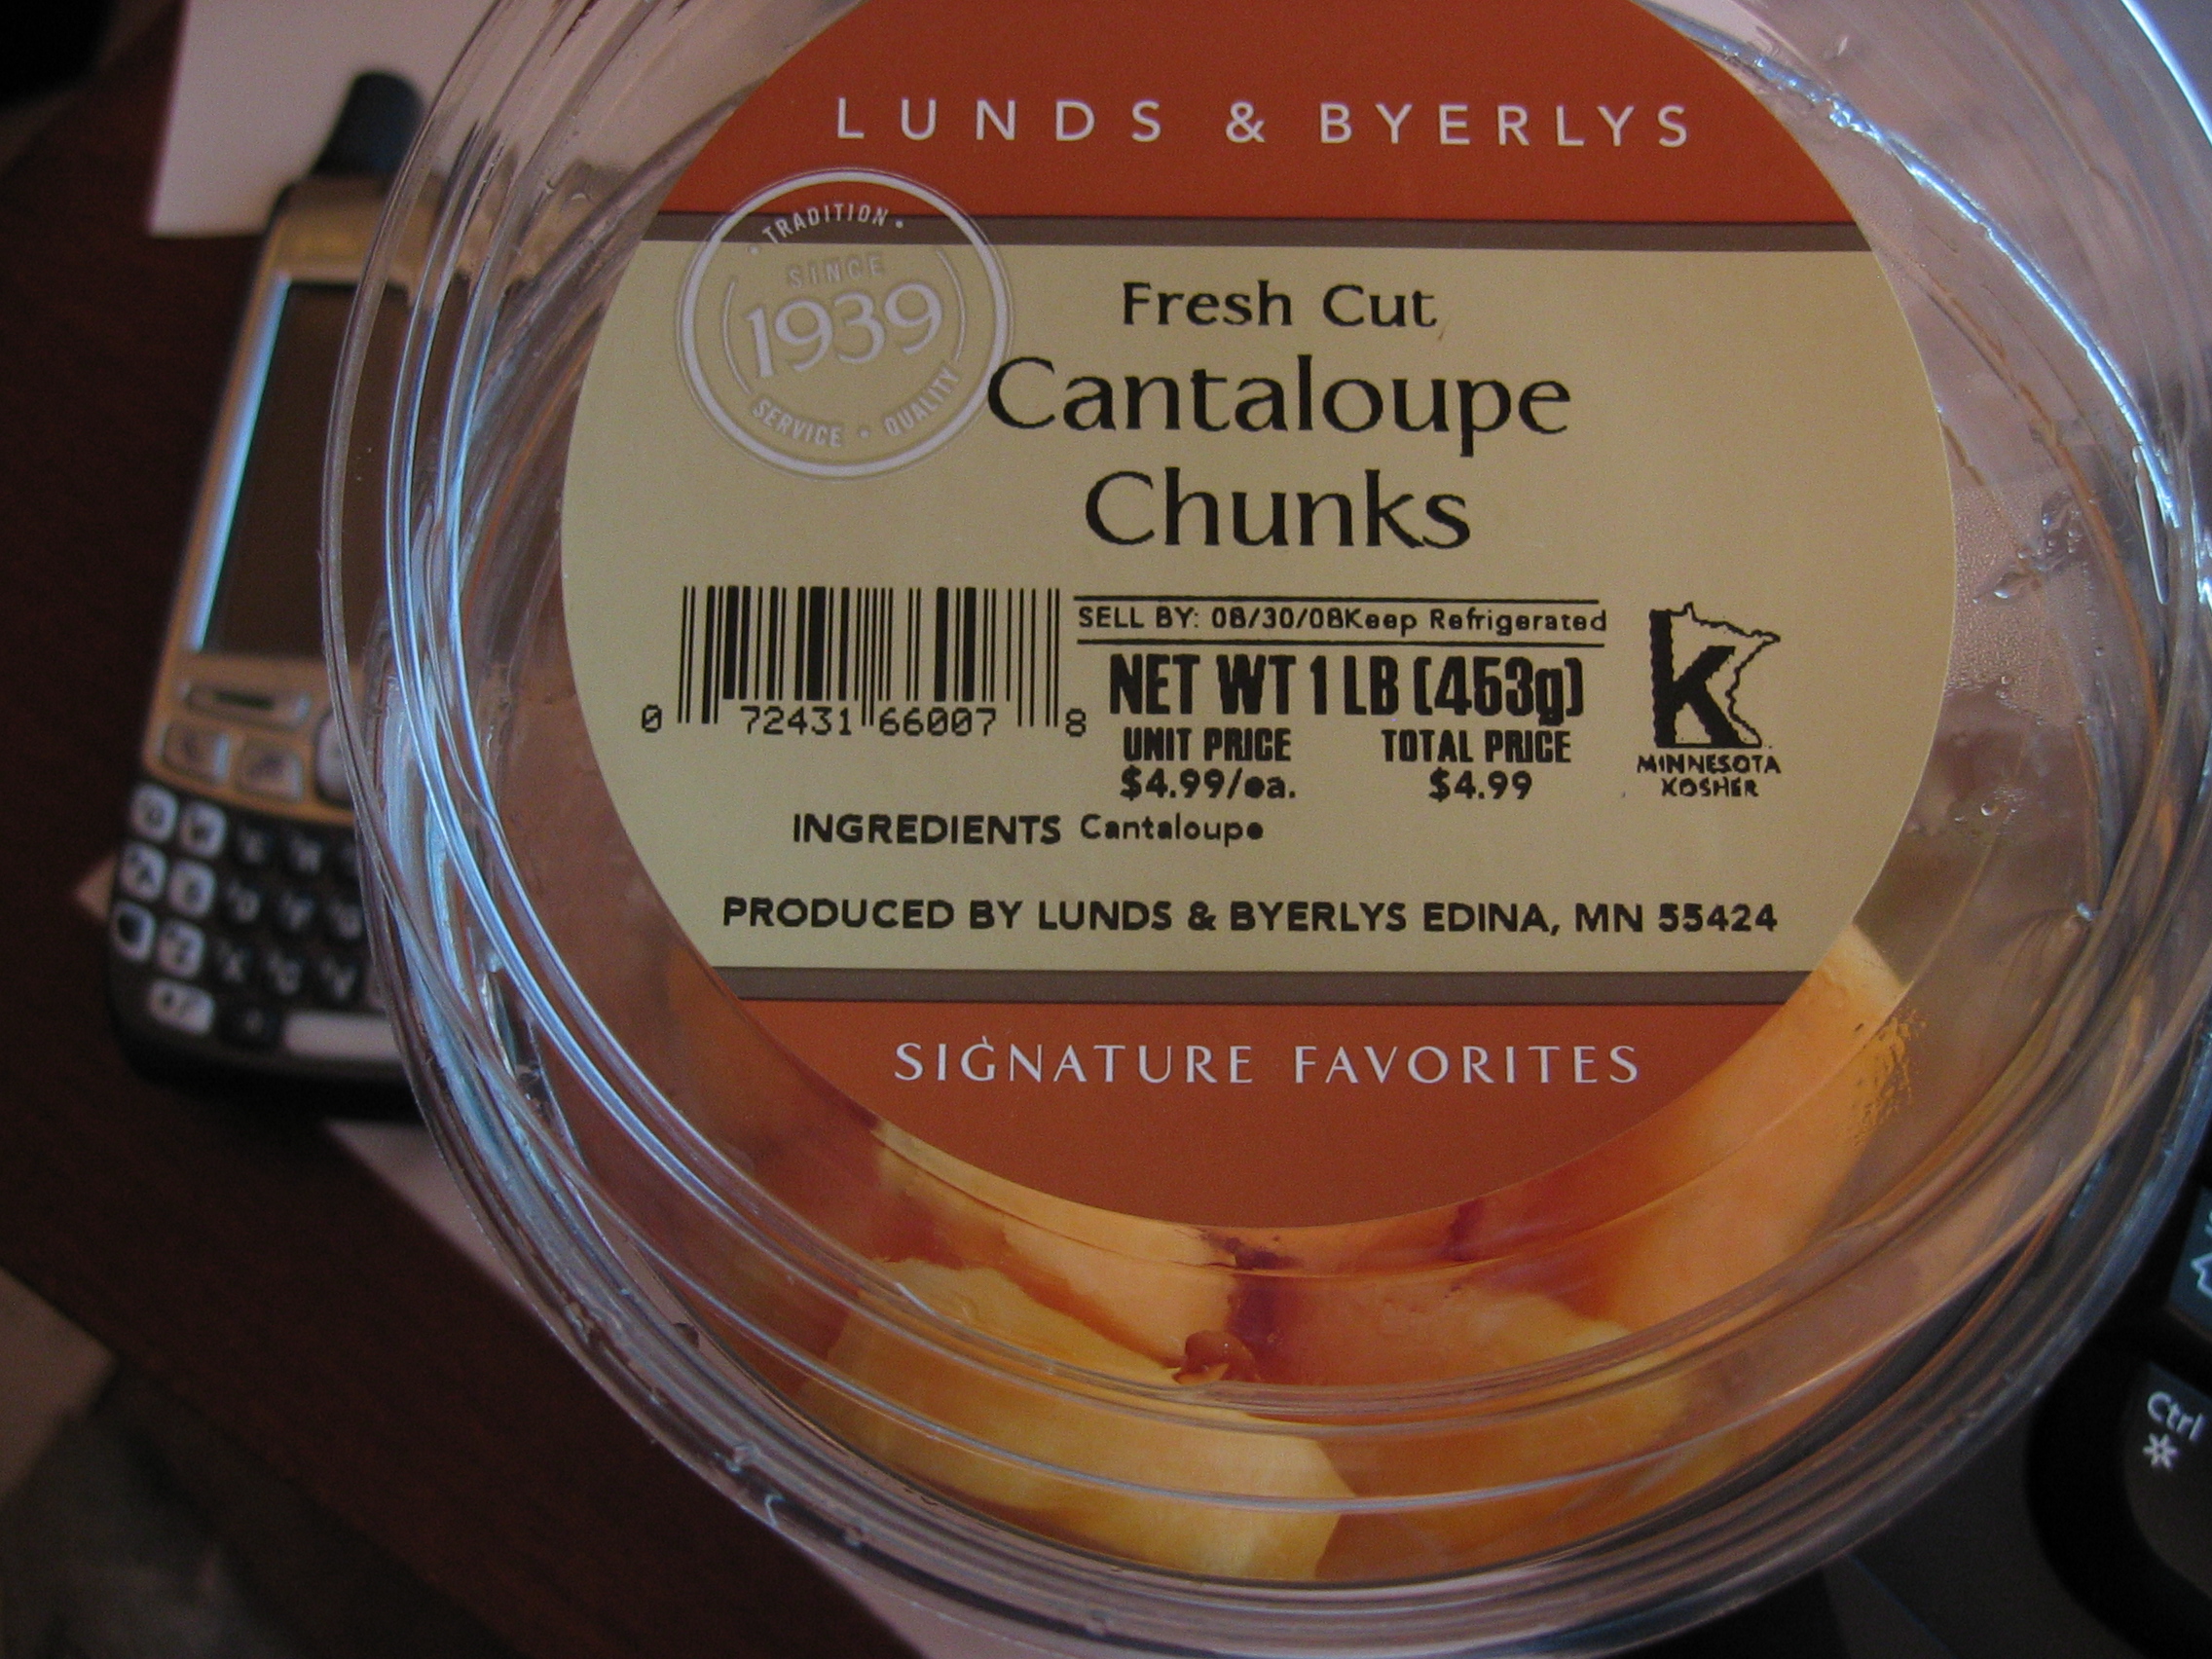 LUNDS & BYERLYS
TRADITION
SINCE
1939
SERVICE • QUALITY
Fresh Cut
Cantaloupe
Chunks
SELL BY: 08/30/08Keep Refrigerated
NET WT 1 LB (453g)
0 72431 66007 8
UNIT PRICE TOTAL PRICE
$4.99/ea. $4.99
MINNESOTA
KOSHER
K
INGREDIENTS Cantaloupe
PRODUCED BY LUNDS & BYERLYS EDINA, MN 55424
SIGNATURE FAVORITES
Ctrl